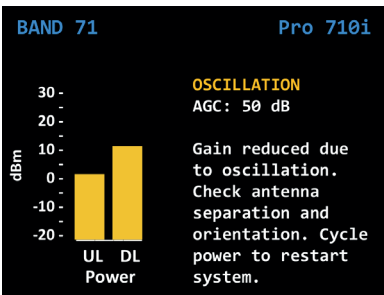 BAND 71
Pro 710i
OSCILLATION
AGC: 50 dB
Gain reduced due
to oscillation.
Check antenna
separation and
orientation. Cycle
power to restart
system.
dBm
30 -
20 -
10 -
0 -
-10 -
-20 -
UL DL
Power